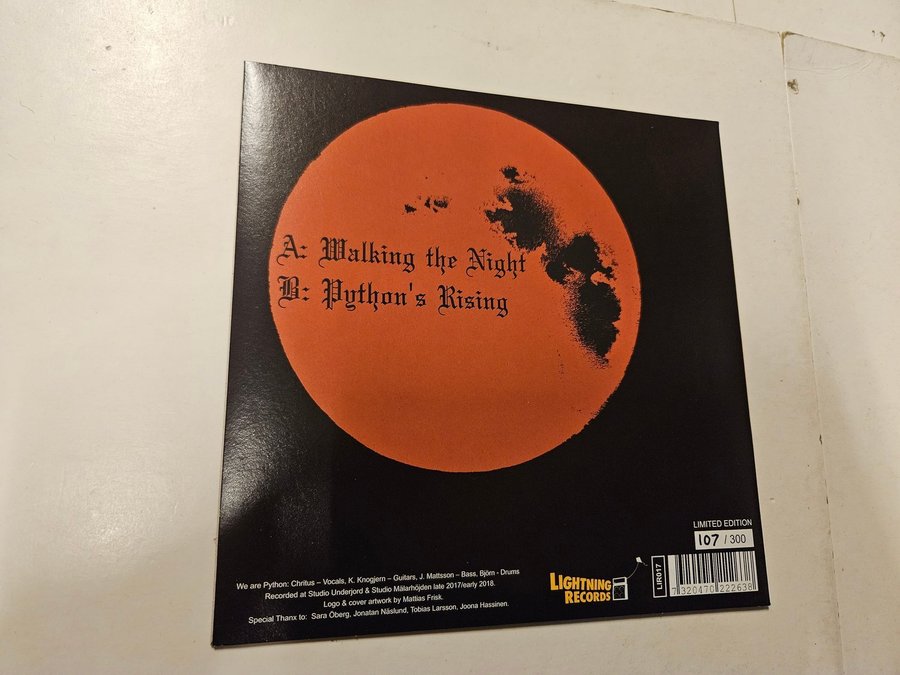 A: Walking the Night
B: Python's Rising
LIMITED EDITION
107 / 300
We are Python: Chritus – Vocals, K. Knogjern – Guitars, J. Mattsson – Bass, Björn - Drums
Recorded at Studio Underjord & Studio Mälarhöjden late 2017/early 2018.
Logo & cover artwork by Mattias Frisk.
Special Thanx to: Sara Öberg, Jonatan Näslund, Tobias Larsson, Joona Hassinen.
LIGHTNING
RECORDS
LIR017
7 320470 222638